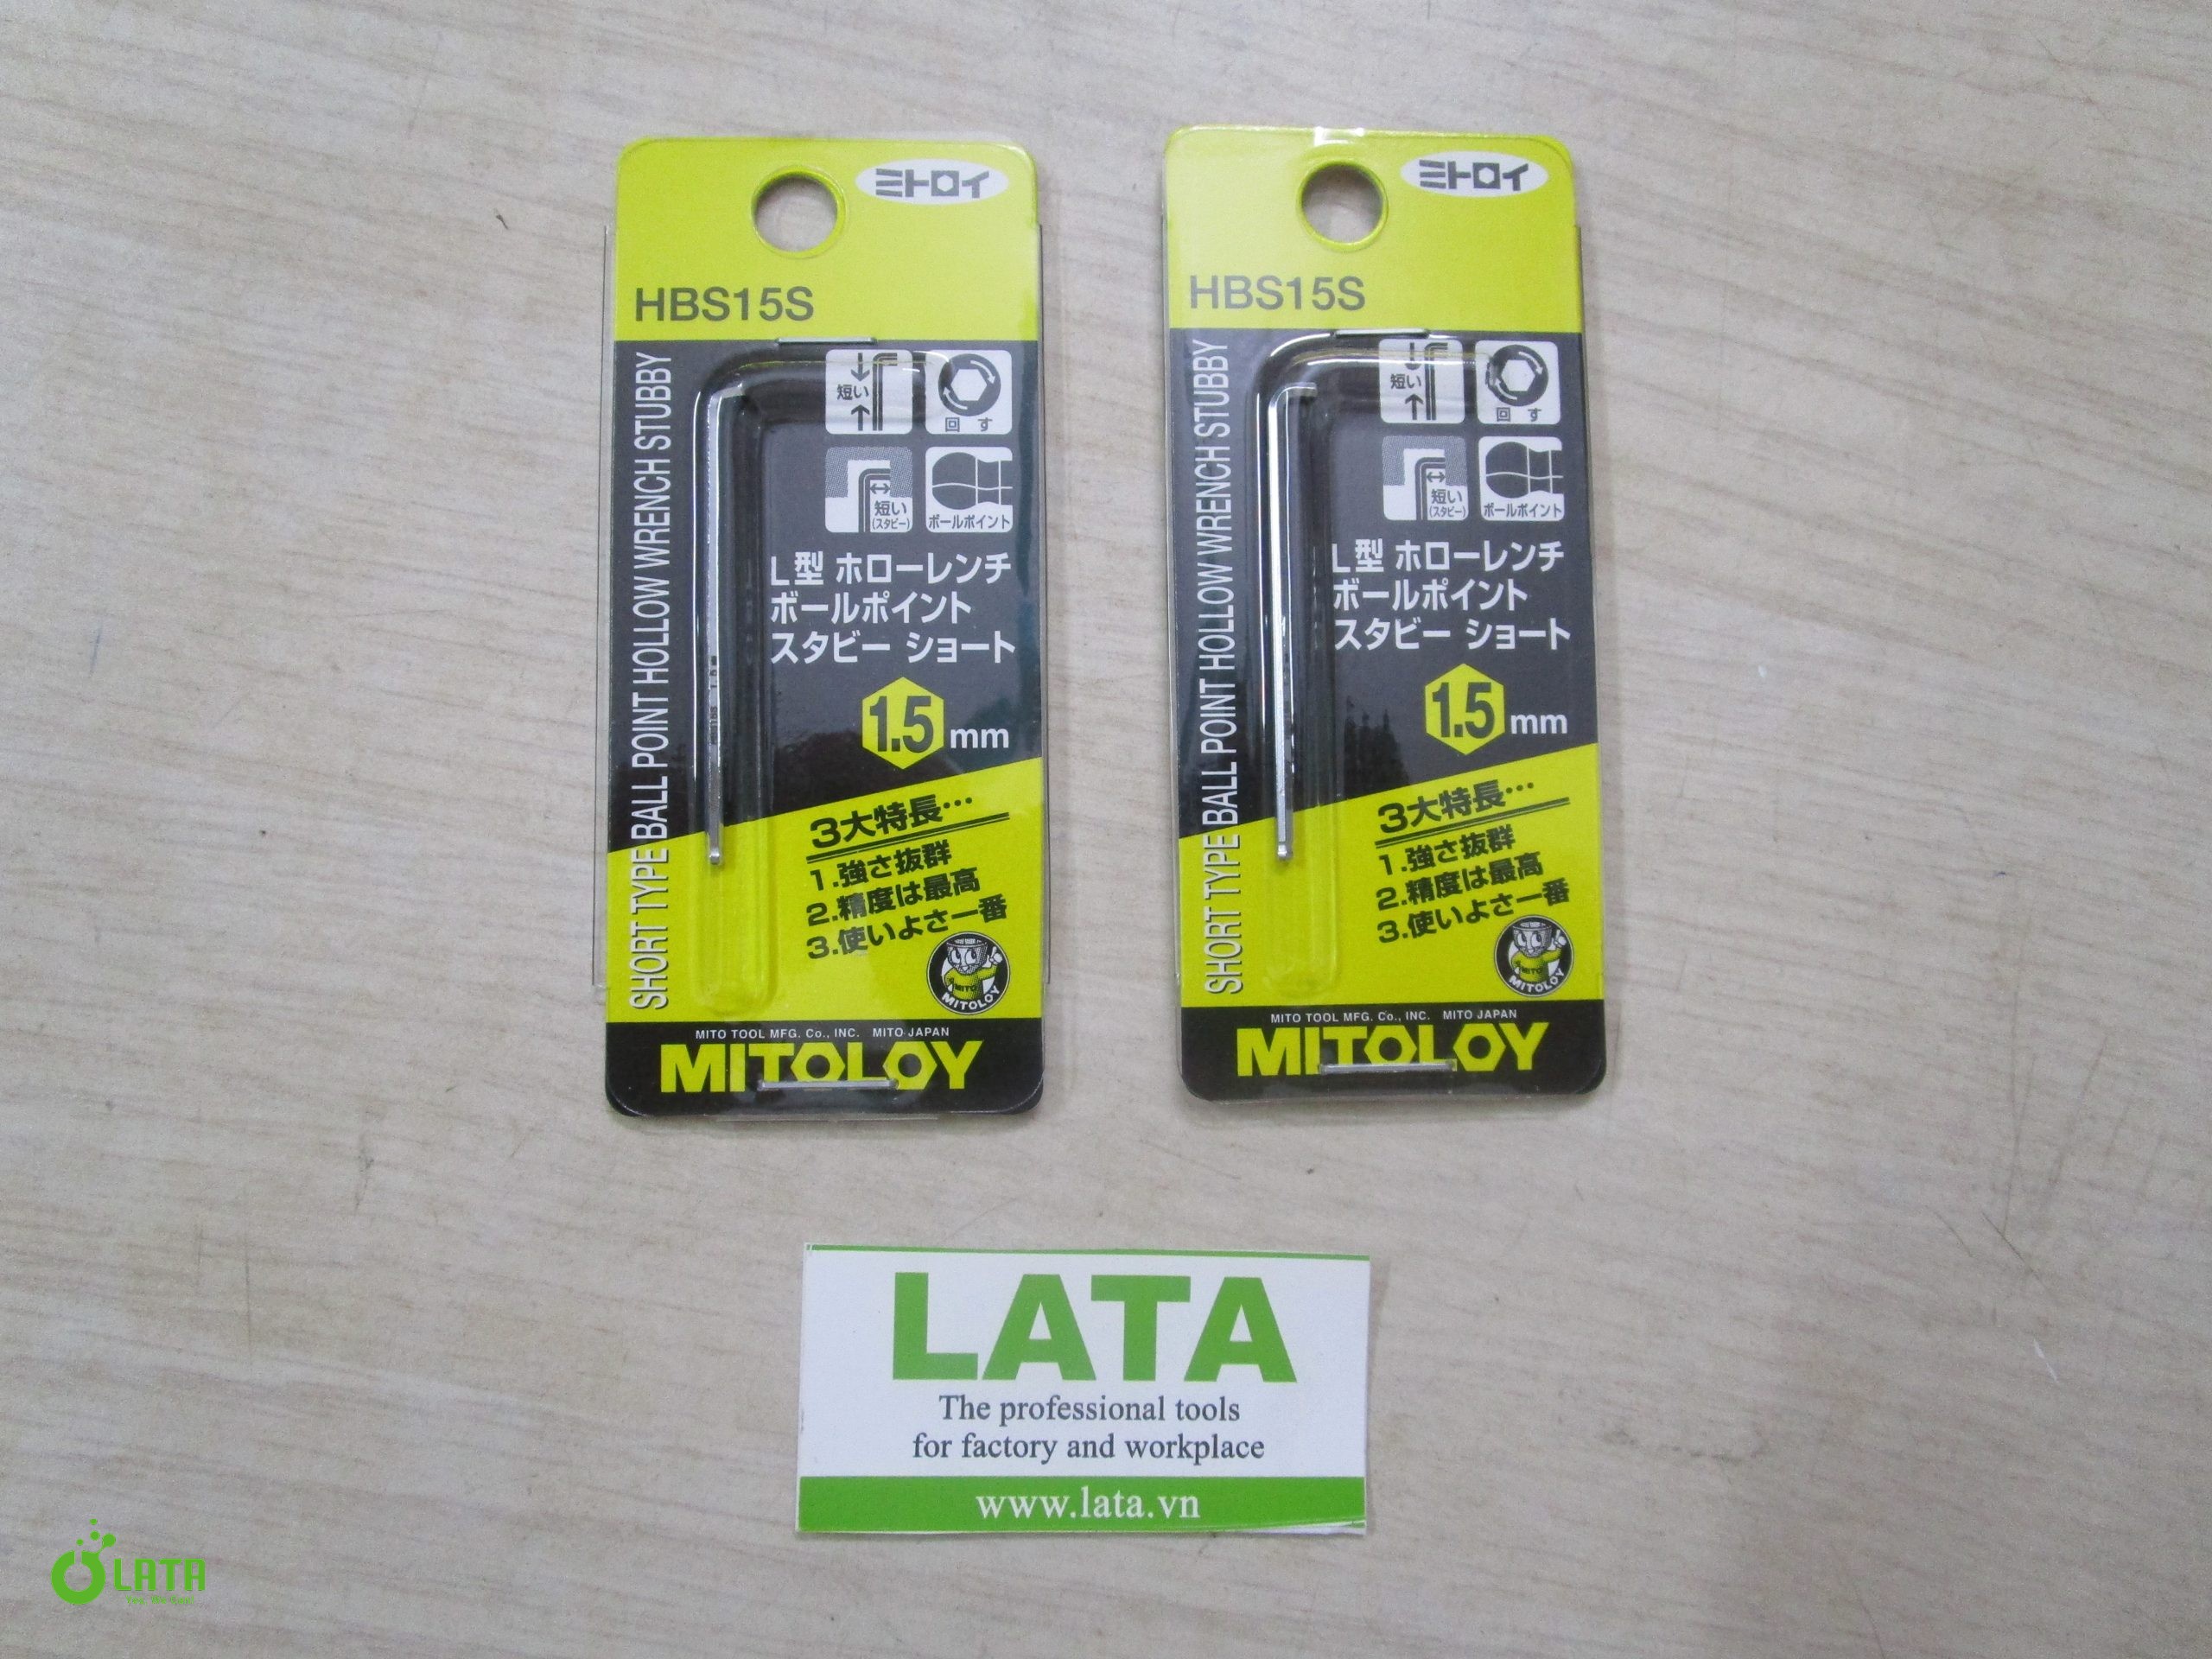 ミトロイ
HBS15S
SHORT TYPE BALL POINT HOLLOW WRENCH STUBBY
短い
回す
短い
(スタビー)
ボールポイント
L型 ホローレンチ
ボールポイント
スタビー ショート
1.5mm
3大特長…
1.強さ抜群
2.精度は最高
3.使いよさ一番
MITO
MITOLOY
MITO TOOL MFG. Co., INC. MITO JAPAN
MITOLOY
ミトロイ
HBS15S
SHORT TYPE BALL POINT HOLLOW WRENCH STUBBY
短い
回す
短い
(スタビー)
ボールポイント
L型 ホローレンチ
ボールポイント
スタビー ショート
1.5mm
3大特長…
1.強さ抜群
2.精度は最高
3.使いよさ一番
MITO
MITOLOY
MITO TOOL MFG. Co., INC. MITO JAPAN
MITOLOY
LATA
The professional tools
for factory and workplace
www.lata.vn
LATA